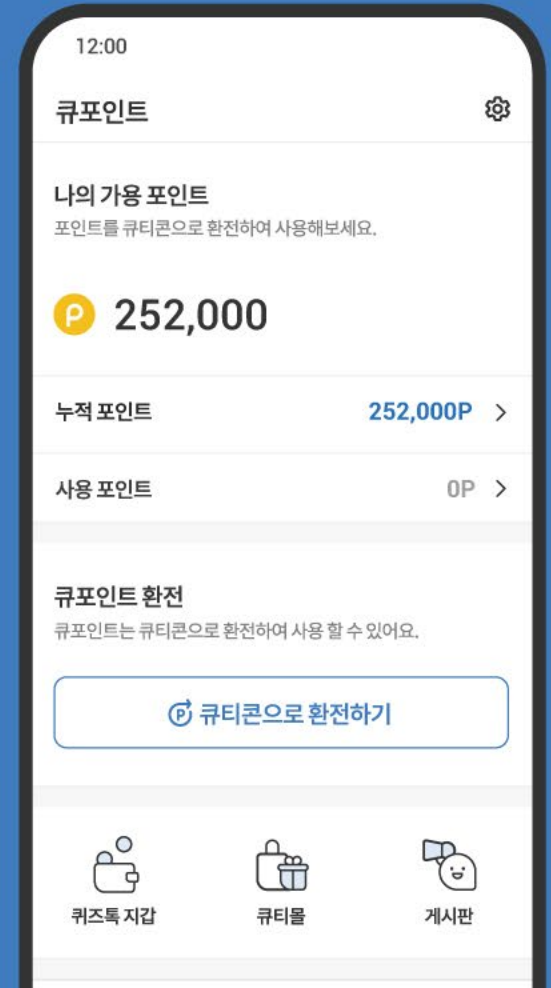 12:00
큐포인트
나의 가용 포인트
포인트를 큐티콘으로 환전하여 사용해보세요.
P 252,000
누적 포인트 252,000P
사용 포인트 0P
큐포인트 환전
큐포인트는 큐티콘으로 환전하여 사용 할 수 있어요.
P 큐티콘으로 환전하기
퀴즈톡 지갑 큐티몰 게시판